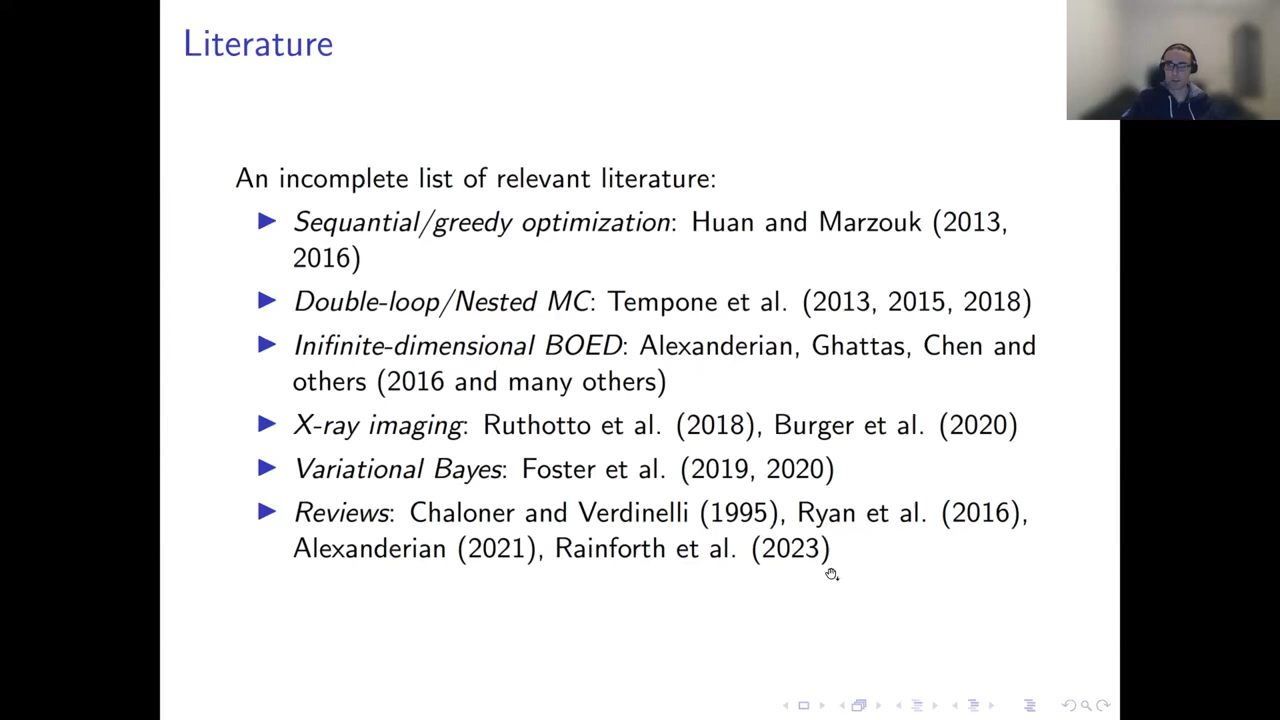 Literature
An incomplete list of relevant literature:
Sequantial/greedy optimization: Huan and Marzouk (2013,
2016)
Double-loop/Nested MC: Tempone et al. (2013, 2015, 2018)
Inifinite-dimensional BOED: Alexanderian, Ghattas, Chen and
others (2016 and many others)
X-ray imaging: Ruthotto et al. (2018), Burger et al. (2020)
Variational Bayes: Foster et al. (2019, 2020)
Reviews: Chaloner and Verdinelli (1995), Ryan et al. (2016),
Alexanderian (2021), Rainforth et al. (2023)